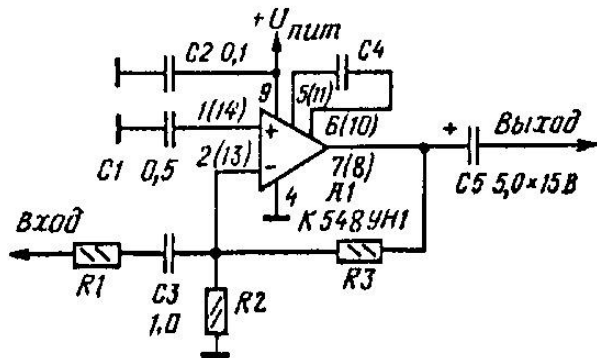 +Uпит
C2 0,1
C4
9
5(11)
1(14)
6(10)
+
+
Выход
C1 0,5
2(13)
-
7(8)
C5 5,0×15В
4
A1
К548УН1
Вход
R1
C3
1,0
R2
R3